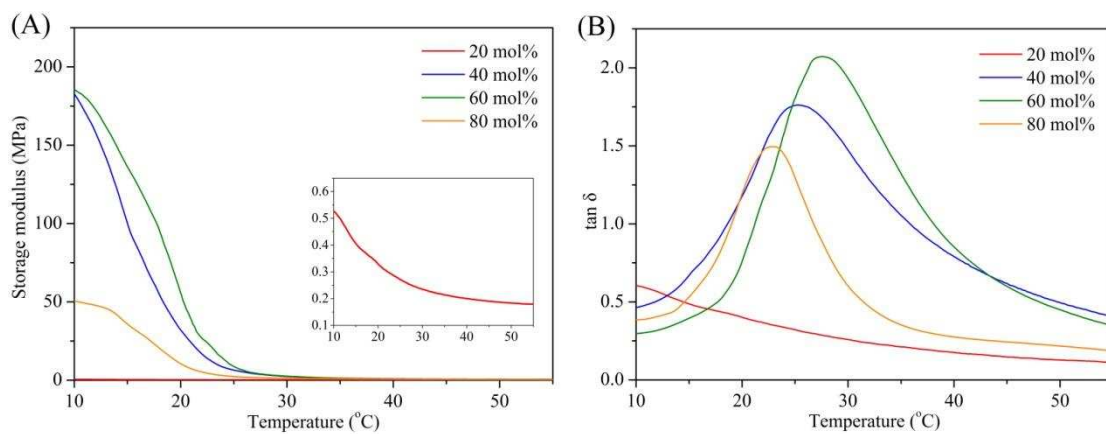 (A)
Storage modulus (MPa)
200
150
100
50
0
20 mol%
40 mol%
60 mol%
80 mol%
0.6
0.5
0.4
0.3
0.2
0.1
10 20 30 40 50
10 20 30 40 50
Temperature (°C)
(B)
tan δ
2.0
1.5
1.0
0.5
0.0
20 mol%
40 mol%
60 mol%
80 mol%
10 20 30 40 50
Temperature (°C)